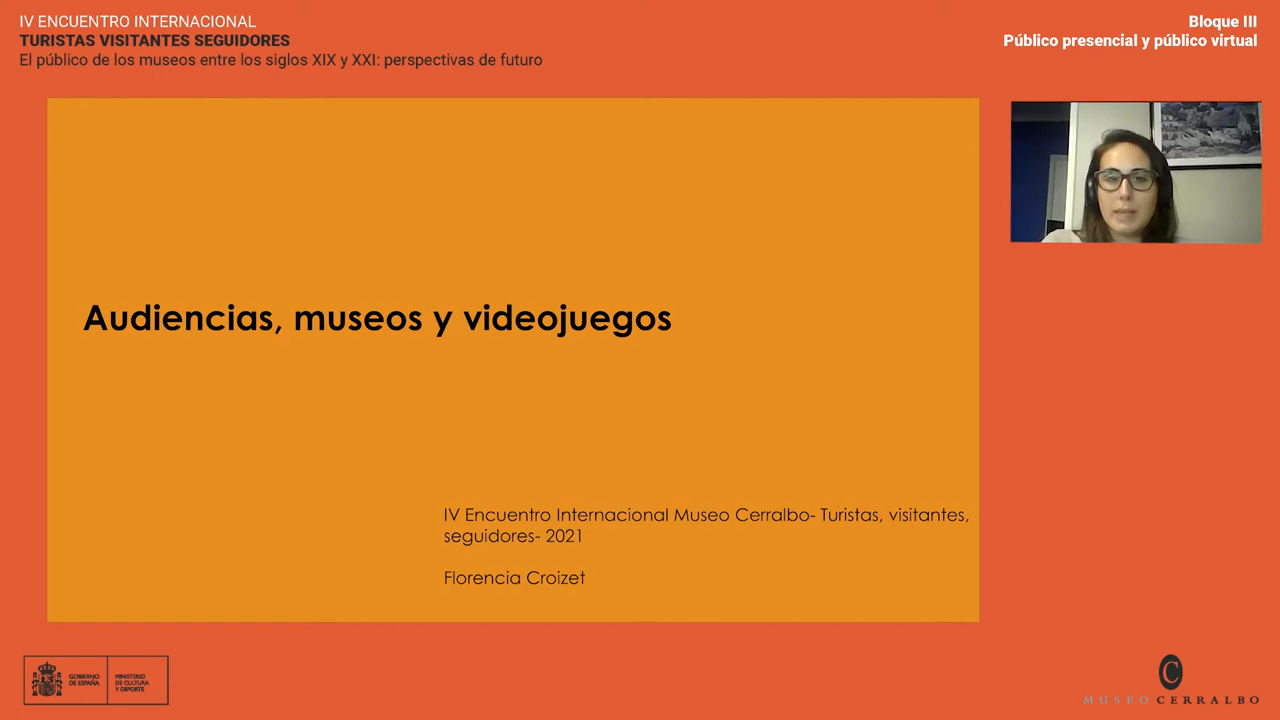 IV ENCUENTRO INTERNACIONAL
TURISTAS VISITANTES SEGUIDORES
El público de los museos entre los siglos XIX y XXI: perspectivas de futuro
Bloque III
Público presencial y público virtual
Audiencias, museos y videojuegos
IV Encuentro Internacional Museo Cerralbo- Turistas, visitantes,
seguidores- 2021
Florencia Croizet
GOBIERNO
DE ESPAÑA
MINISTERIO
DE CULTURA
Y DEPORTE
C
MUSEO CERRALBO